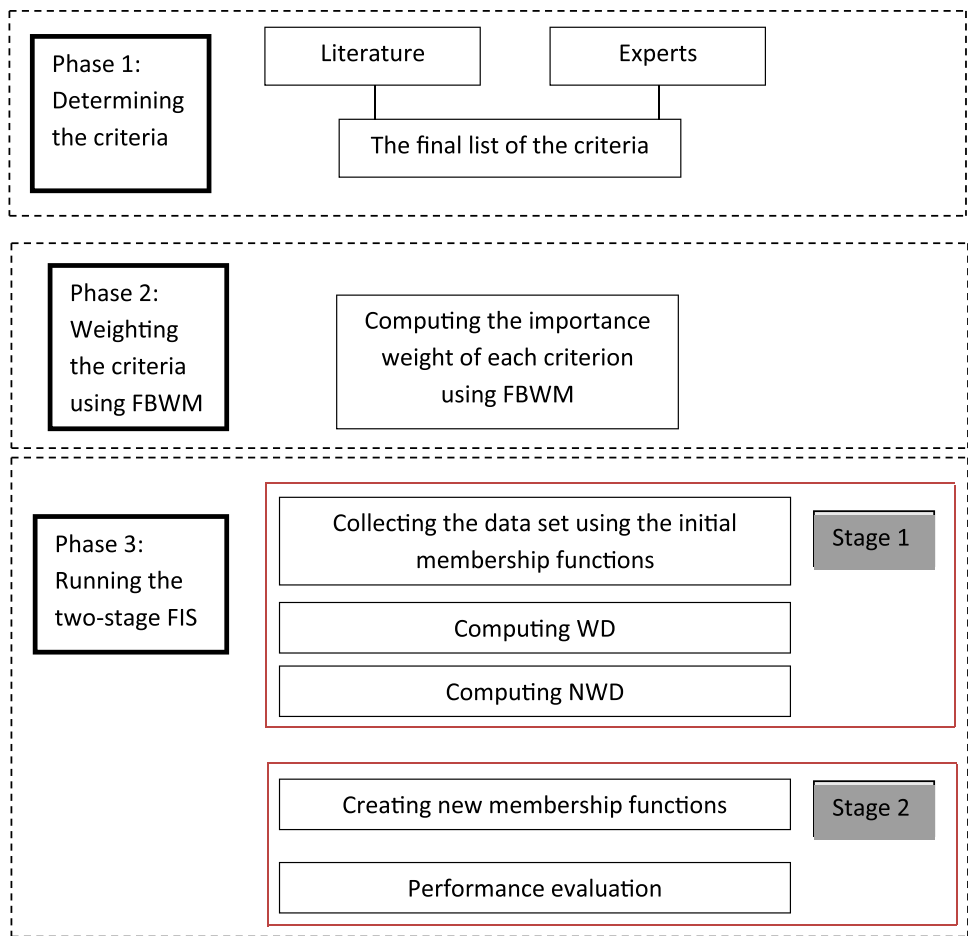 Phase 1:
Determining
the criteria
Literature
Experts
The final list of the criteria
Phase 2:
Weighting
the criteria
using FBWM
Computing the importance
weight of each criterion
using FBWM
Phase 3:
Running the
two-stage FIS
Collecting the data set using the initial
membership functions
Stage 1
Computing WD
Computing NWD
Creating new membership functions
Stage 2
Performance evaluation